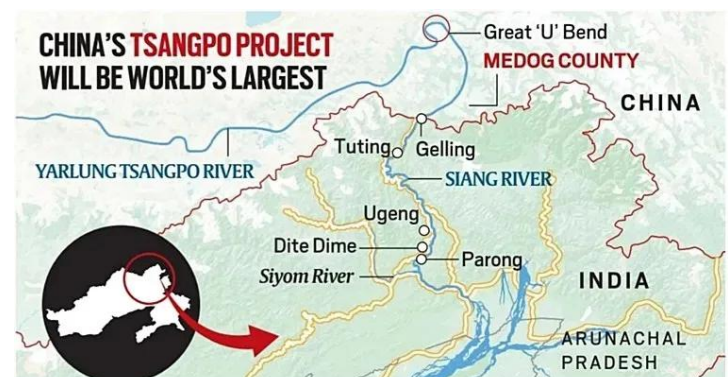 CHINA'S TSANGPO PROJECT
WILL BE WORLD'S LARGEST
Great 'U' Bend
MEDOG COUNTY
CHINA
YARLUNG TSANGPO RIVER
Tuting
Gelling
SIANG RIVER
Ugeng
Dite Dime
Siyom River
Parong
INDIA
ARUNACHAL
PRADESH